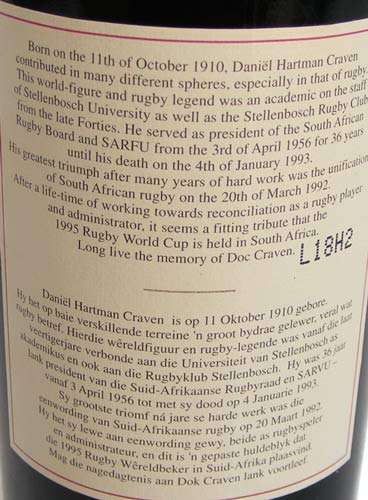 Born on the 11th of October 1910, Daniël Hartman Craven
contributed in many different spheres, especially in that of rugby.
This world-figure and rugby legend was an academic on the staff
of Stellenbosch University as well as the Stellenbosch Rugby Club
from the late Forties. He served as president of the South African
Rugby Board and SARFU from the 3rd of April 1956 for 36 years
until his death on the 4th of January 1993.
His greatest triumph after many years of hard work was the unification
of South African rugby on the 20th of March 1992.
After a life-time of working towards reconciliation as a rugby player
and administrator, it seems a fitting tribute that the
1995 Rugby World Cup is held in South Africa.
Long live the memory of Doc Craven.
L18H2
Daniël Hartman Craven is op 11 Oktober 1910 gebore.
Hy het op baie verskillende terreine 'n groot bydrae gelewer, veral wat
rugby betref. Hierdie wêreldfiguur en rugby-legende was vanaf die laat
veertigerjare verbonde aan die Universiteit van Stellenbosch as
akademikus en ook aan die Rugbyklub Stellenbosch. Hy was 36 jaar
lank president van die Suid-Afrikaanse Rugbyraad en SARVU –
vanaf 3 April 1956 tot met sy dood op 4 Januarie 1993.
Sy grootste triomf ná jare se harde werk was die
eenwording van Suid-Afrikaanse rugby op 20 Maart 1992.
Hy het sy lewe aan eenwording gewy, beide as rugbyspeler
en administrateur, en dit is 'n gepaste huldeblyk dat
die 1995 Rugby Wêreldbeker in Suid-Afrika plaasvind.
Mag die nagedagtenis aan Dok Craven lank voortleef.